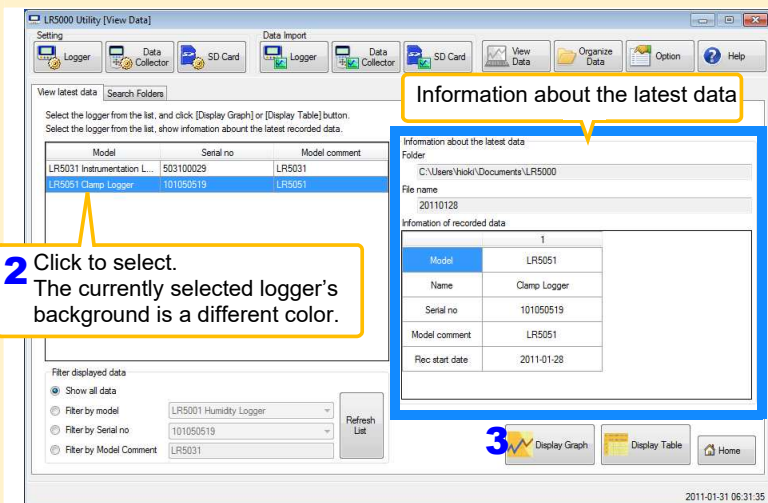 LR5000 Utility [View Data]
Setting
Data Import
Logger
Data
Collector
SD Card
Logger
Data
Collector
SD Card
View
Data
Organize
Data
Option
Help
View latest data
Search Folders
Information about the latest data
Select the logger from the list, and click [Display Graph] or [Display Table] button.
Select the logger from the list, show infomation abount the latest recorded data.
Model Serial no Model comment
LR5031 Instrumentation L... 503100029 LR5031
LR5051 Clamp Logger 101050519 LR5051
2 Click to select.
The currently selected logger's
background is a different color.
Information about the latest data
Folder
C:\Users\hioki\Documents\LR5000
File name
20110128
Infomation of recorded data
1
Model LR5051
Name Clamp Logger
Serial no 101050519
Model comment LR5051
Rec start date 2011-01-28
Filter displayed data
Show all data
Filter by model LR5001 Humidity Logger
Filter by Serial no 101050519
Filter by Model Comment LR5031
Refresh
List
3
Display Graph
Display Table
Home
2011-01-31 06:31:35